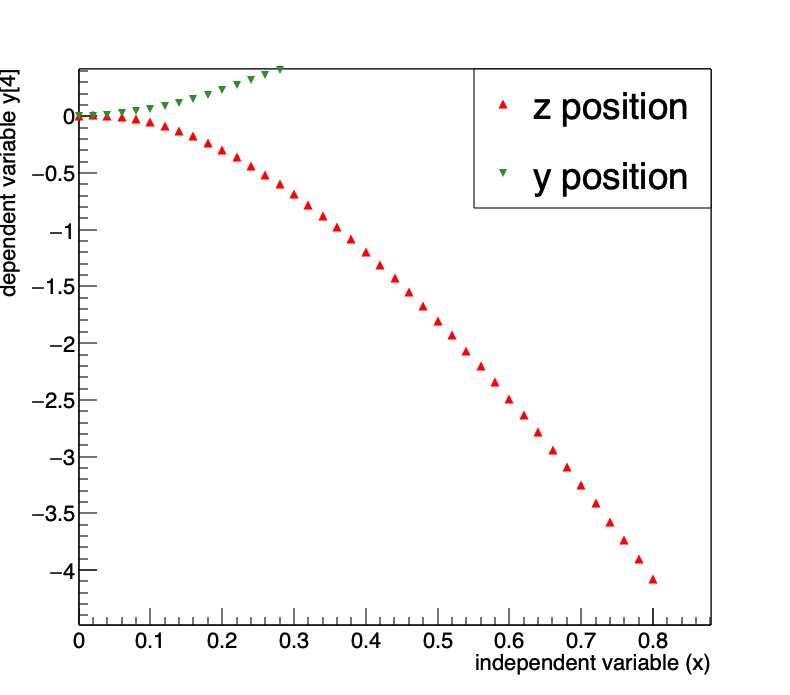 dependent variable y[4]
z position
y position
0
−0.5
−1
−1.5
−2
−2.5
−3
−3.5
−4
0 0.1 0.2 0.3 0.4 0.5 0.6 0.7 0.8
independent variable (x)